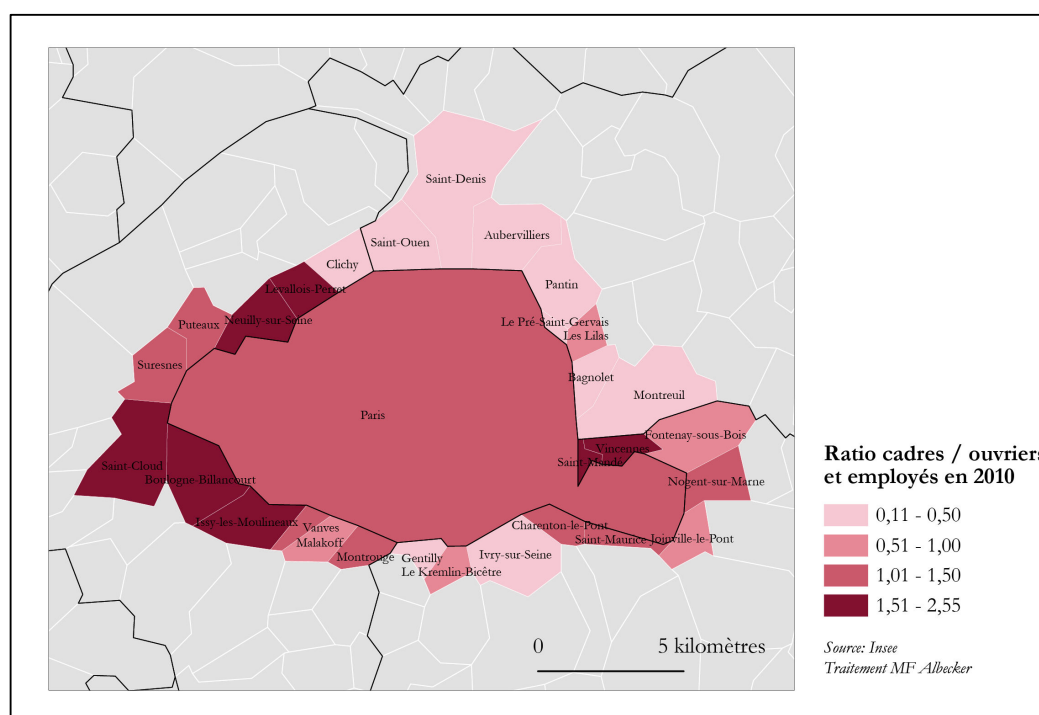 Saint-Denis
Saint-Ouen
Aubervilliers
Clichy
Pantin
Levallois-Perret
Neuilly-sur-Seine
Puteaux
Le Pré-Saint-Gervais
Les Lilas
Suresnes
Bagnolet
Montreuil
Paris
Fontenay-sous-Bois
Vincennes
Saint-Mandé
Saint-Cloud
Boulogne-Billancourt
Nogent-sur-Marne
Issy-les-Moulineaux
Vanves
Malakoff
Montrouge
Charenton-le-Pont
Saint-Maurice
Joinville-le-Pont
Gentilly
Ivry-sur-Seine
Le Kremlin-Bicêtre
0 5 kilomètres
Ratio cadres / ouvriers
et employés en 2010
0,11 - 0,50
0,51 - 1,00
1,01 - 1,50
1,51 - 2,55
Source: Insee
Traitement MF Albecker